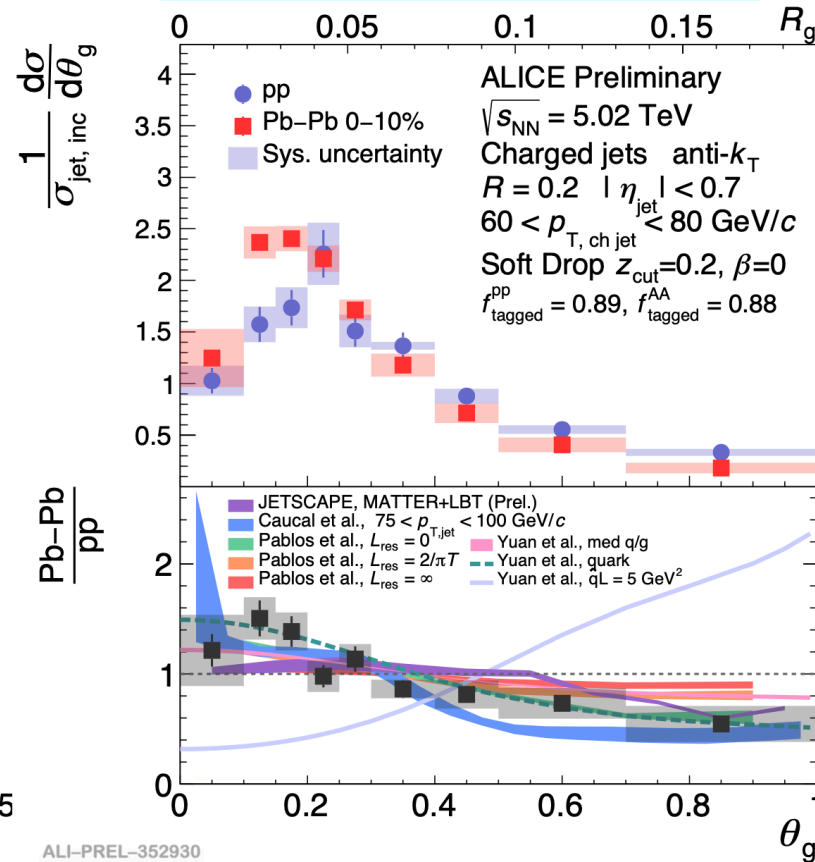 0 0.05 0.1 0.15 R_g
1/σ_jet, inc dσ/dθ_g
4
3.5
3
2.5
2
1.5
1
0.5
pp
Pb−Pb 0−10%
Sys. uncertainty
ALICE Preliminary
√s_NN = 5.02 TeV
Charged jets anti-k_T
R = 0.2 | η_jet | < 0.7
60 < p_T, ch jet < 80 GeV/c
Soft Drop z_cut=0.2, β=0
f_tagged^pp = 0.89, f_tagged^AA = 0.88
Pb−Pb/pp
2
1
0
JETSCAPE, MATTER+LBT (Prel.)
Caucal et al., 75 < p_T,jet < 100 GeV/c
Pablos et al., L_res = 0
Pablos et al., L_res = 2/πT
Pablos et al., L_res = ∞
Yuan et al., med q/g
Yuan et al., quark
Yuan et al., q̂L = 5 GeV²
0 0.2 0.4 0.6 0.8 1
θ_g
5
ALI−PREL−352930